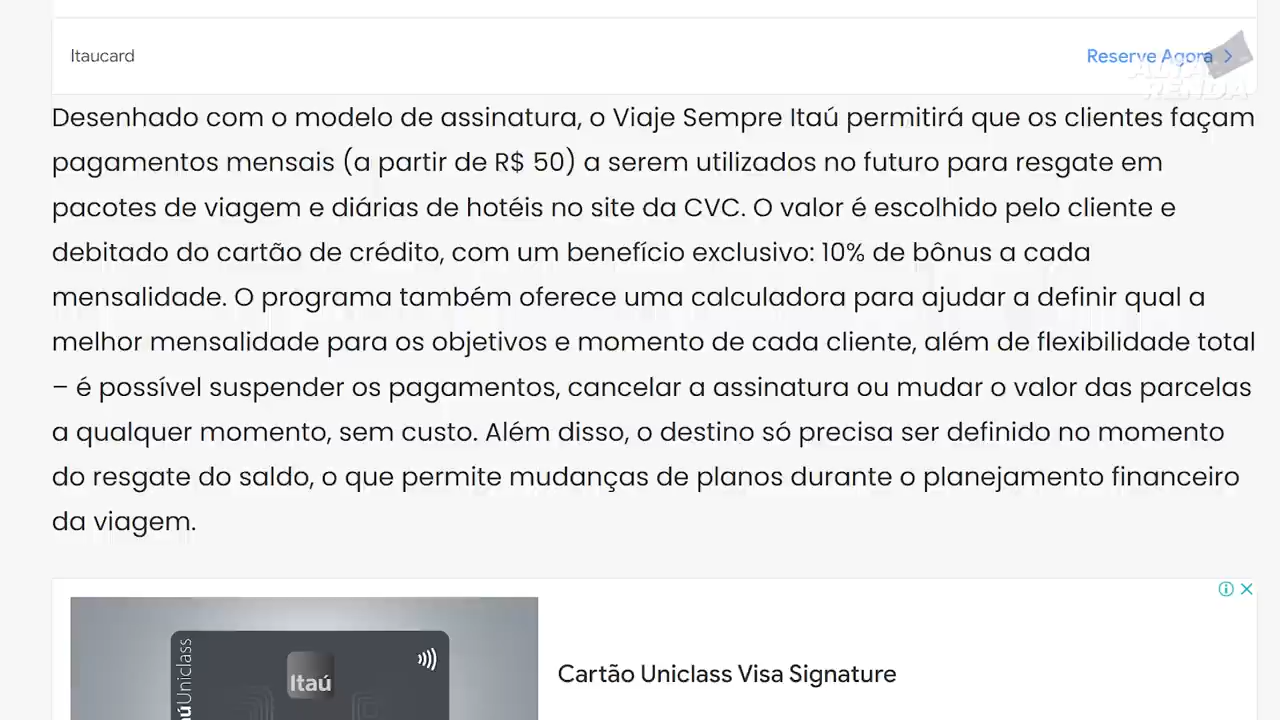 Itaucard
Reserve Agora
ALTA
RENDA
Desenhado com o modelo de assinatura, o Viaje Sempre Itaú permitirá que os clientes façam
pagamentos mensais (a partir de R$ 50) a serem utilizados no futuro para resgate em
pacotes de viagem e diárias de hotéis no site da CVC. O valor é escolhido pelo cliente e
debitado do cartão de crédito, com um benefício exclusivo: 10% de bônus a cada
mensalidade. O programa também oferece uma calculadora para ajudar a definir qual a
melhor mensalidade para os objetivos e momento de cada cliente, além de flexibilidade total
– é possível suspender os pagamentos, cancelar a assinatura ou mudar o valor das parcelas
a qualquer momento, sem custo. Além disso, o destino só precisa ser definido no momento
do resgate do saldo, o que permite mudanças de planos durante o planejamento financeiro
da viagem.
Uniclass
Itaú
Cartão Uniclass Visa Signature